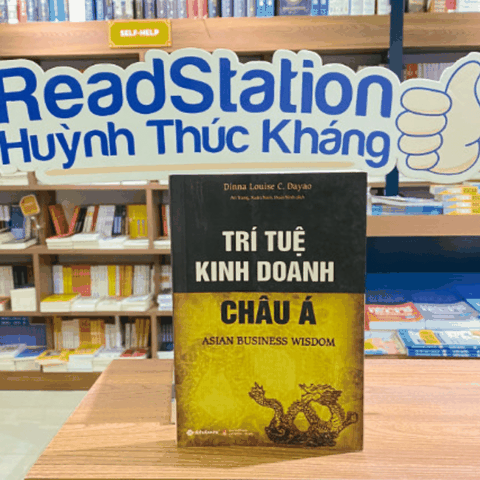 SELF-HELP
ReadStation
Huỳnh Thúc Kháng
Dinna Louise C. Dayao
TRÍ TUỆ
KINH DOANH
CHÂU Á
ASIAN BUSINESS WISDOM